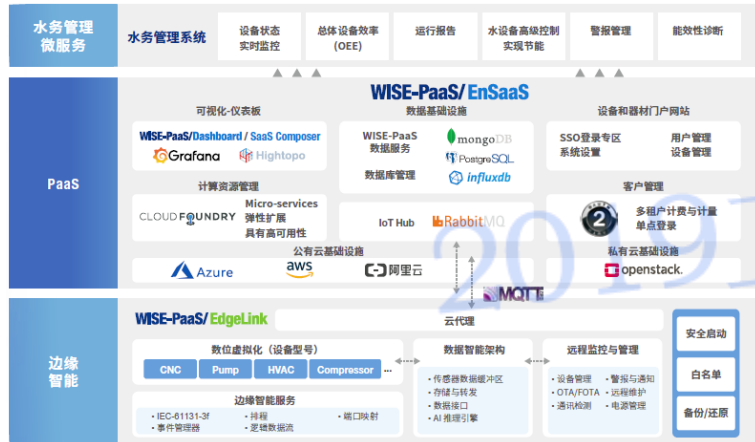 水务管理
微服务
水务管理系统
设备状态
实时监控
总体设备效率
(OEE)
运行报告
水设备高级控制
实现节能
警报管理
能效性诊断
PaaS
WISE-PaaS/EnSaaS
可视化-仪表板
数据基础设施
设备和器材门户网站
WISE-PaaS/Dashboard / SaaS Composer
Grafana
Hightopo
WISE-PaaS
数据服务
数据库管理
mongoDB
PostgreSQL
influxdb
SSO登录专区
系统设置
用户管理
设备管理
计算资源管理
客户管理
CLOUD FOUNDRY
Micro-services
弹性扩展
具有高可用性
IoT Hub
RabbitMQ
2
多租户计费与计量
单点登录
公有云基础设施
私有云基础设施
Azure
aws
阿里云
openstack.
2019
MQTT
边缘
智能
WISE-PaaS/EdgeLink
云代理
数位虚拟化（设备型号）
CNC
Pump
HVAC
Compressor
...
边缘智能服务
・IEC-61131-3f
・事件管理器
・排程
・逻辑数据流
・端口映射
数据智能架构
・传感器数据缓冲区
・存储与转发
・数据接口
・AI 推理引擎
远程监控与管理
・设备管理
・OTA/FOTA
・通讯检测
・警报与通知
・远程维护
・电源管理
安全启动
白名单
备份/还原